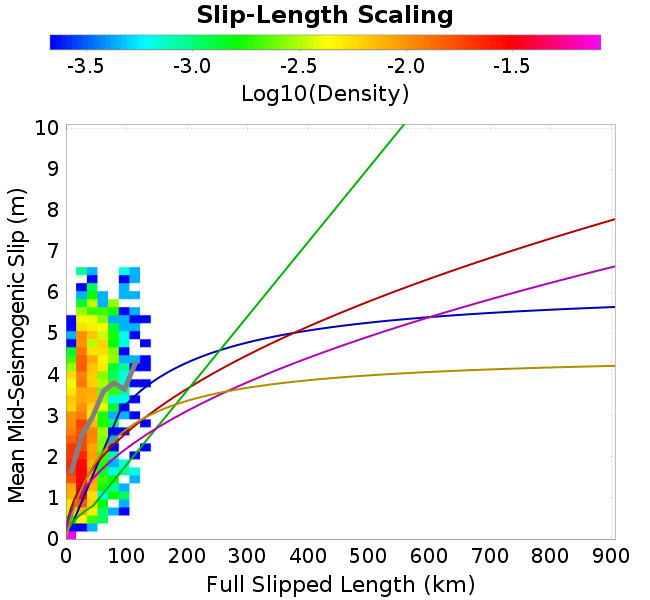 Slip-Length Scaling
-3.5 -3.0 -2.5 -2.0 -1.5
Log10(Density)
Mean Mid-Seismogenic Slip (m)
10
9
8
7
6
5
4
3
2
1
0
0 100 200 300 400 500 600 700 800 900
Full Slipped Length (km)